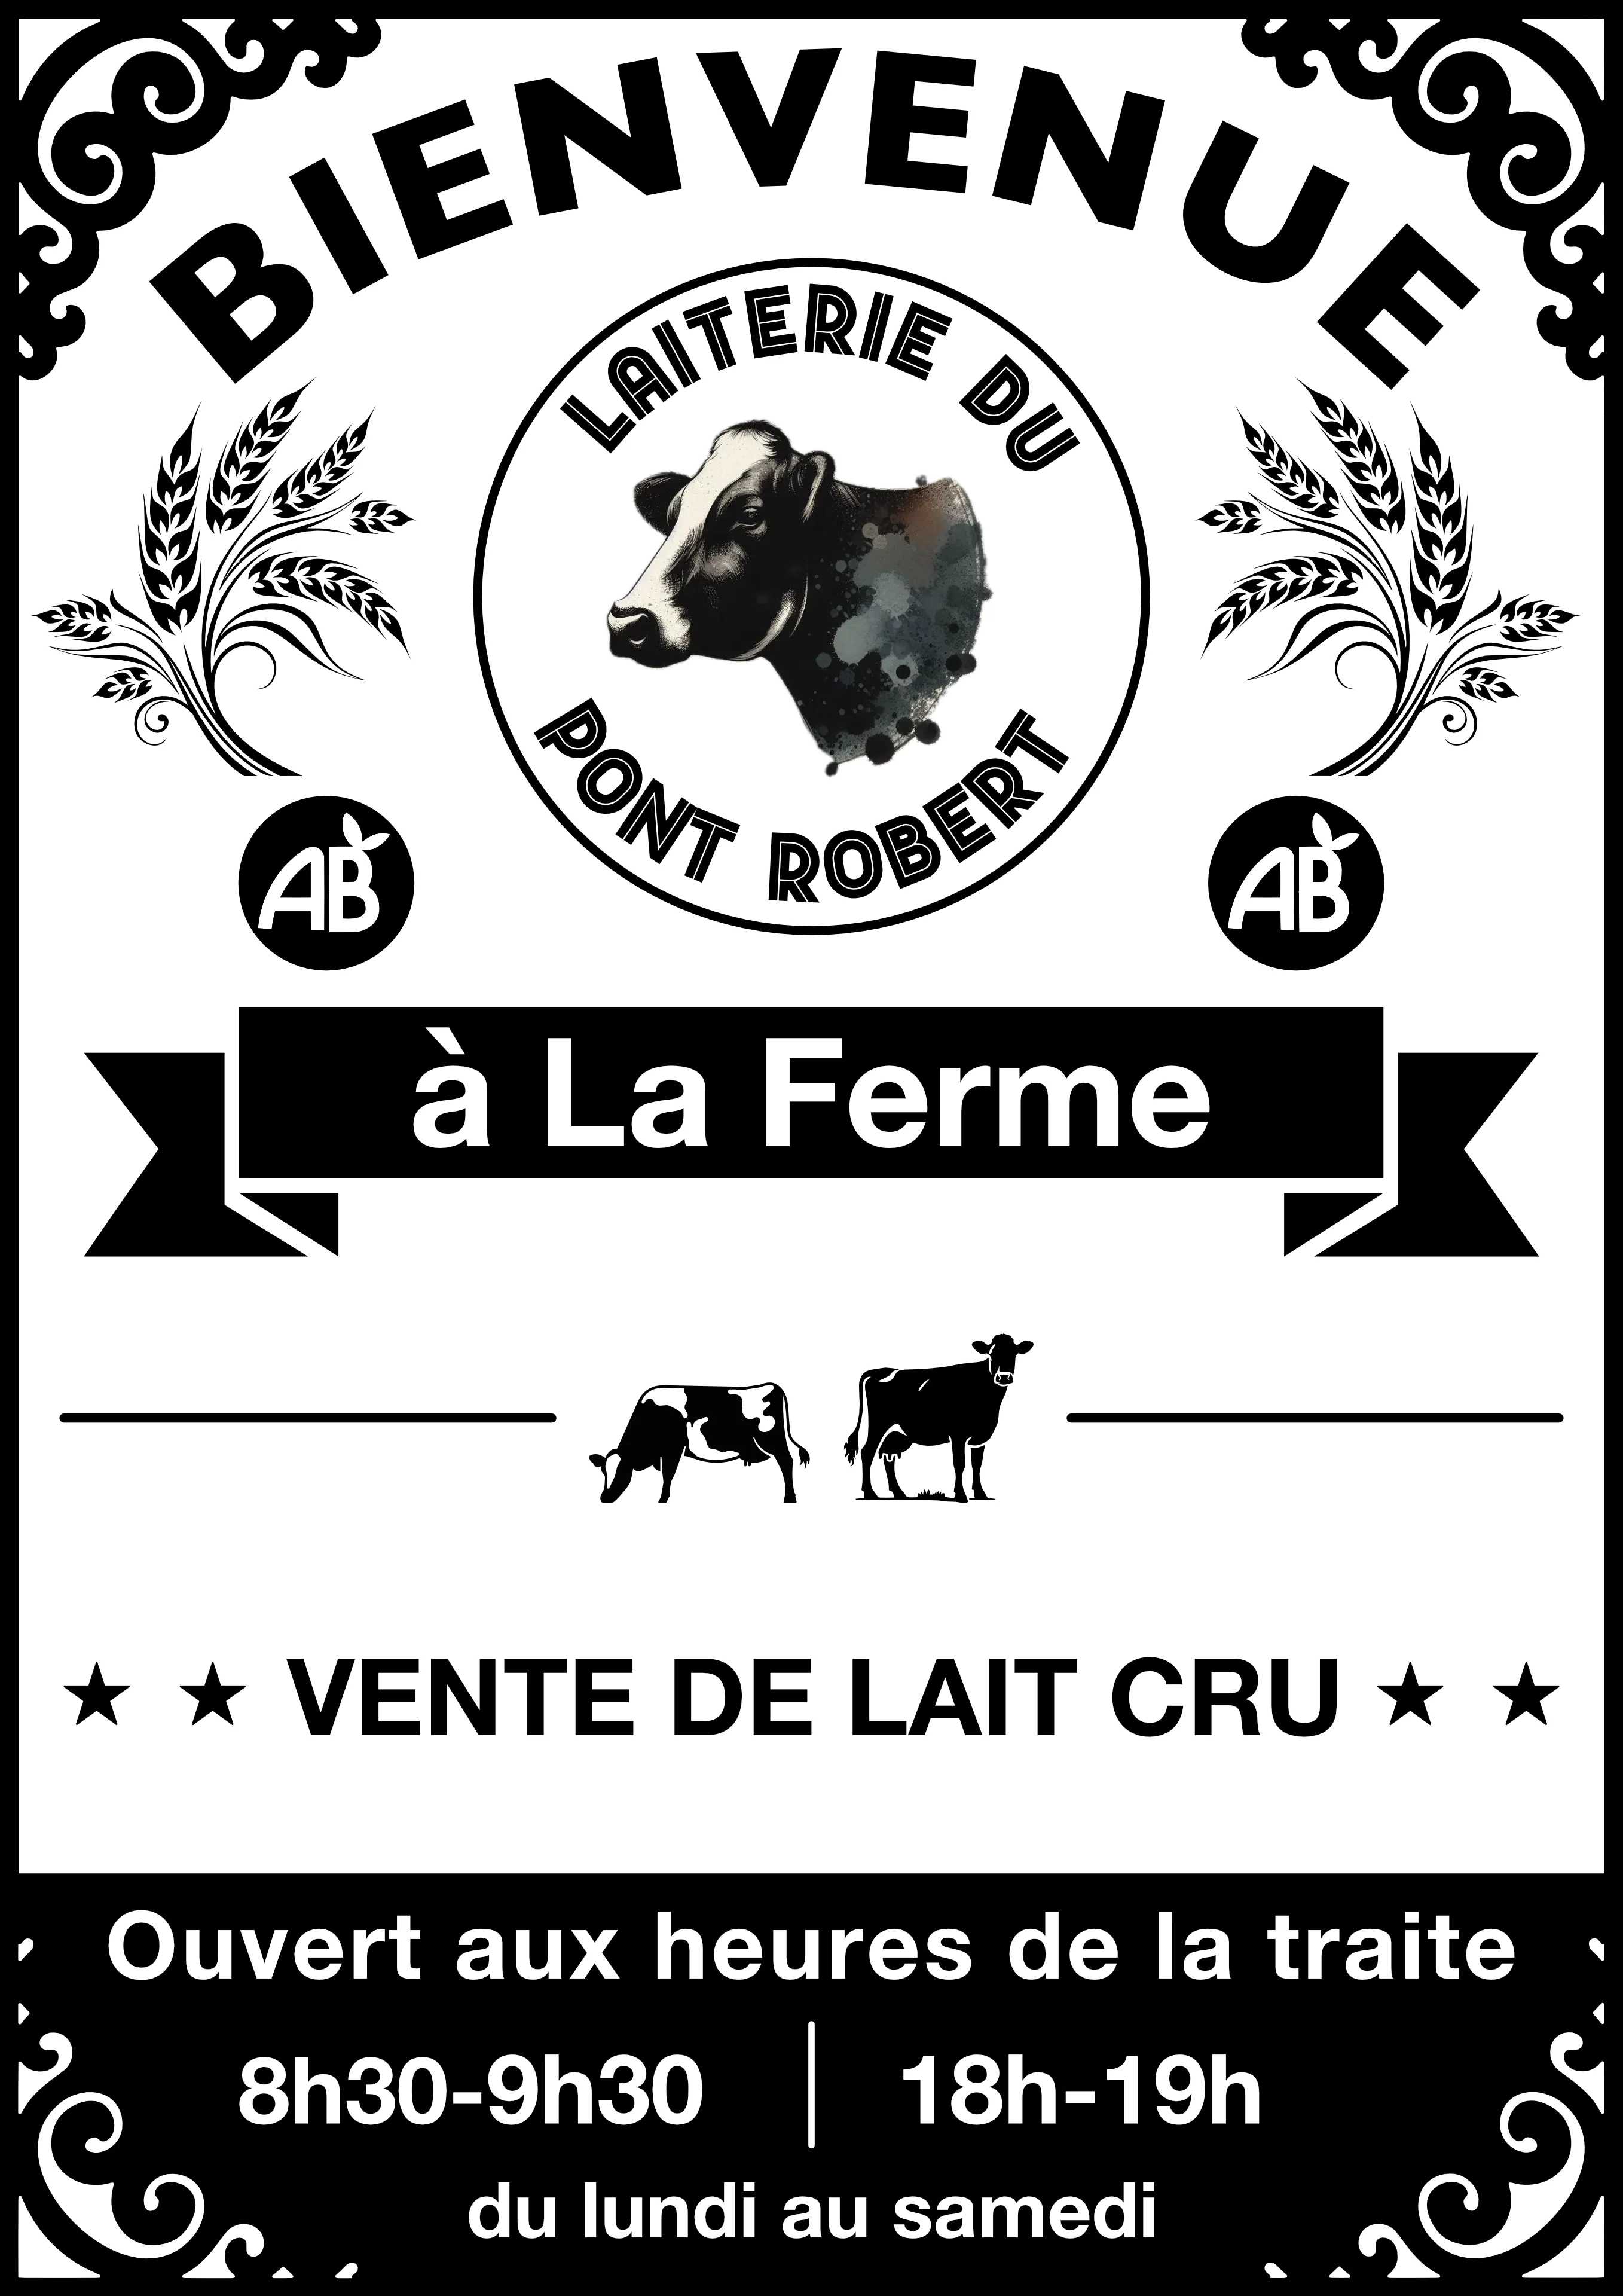 BIENVENUE
LAITERIE DU
PONT ROBERT
AB
AB
à La Ferme
VENTE DE LAIT CRU
Ouvert aux heures de la traite
8h30-9h30 | 18h-19h
du lundi au samedi